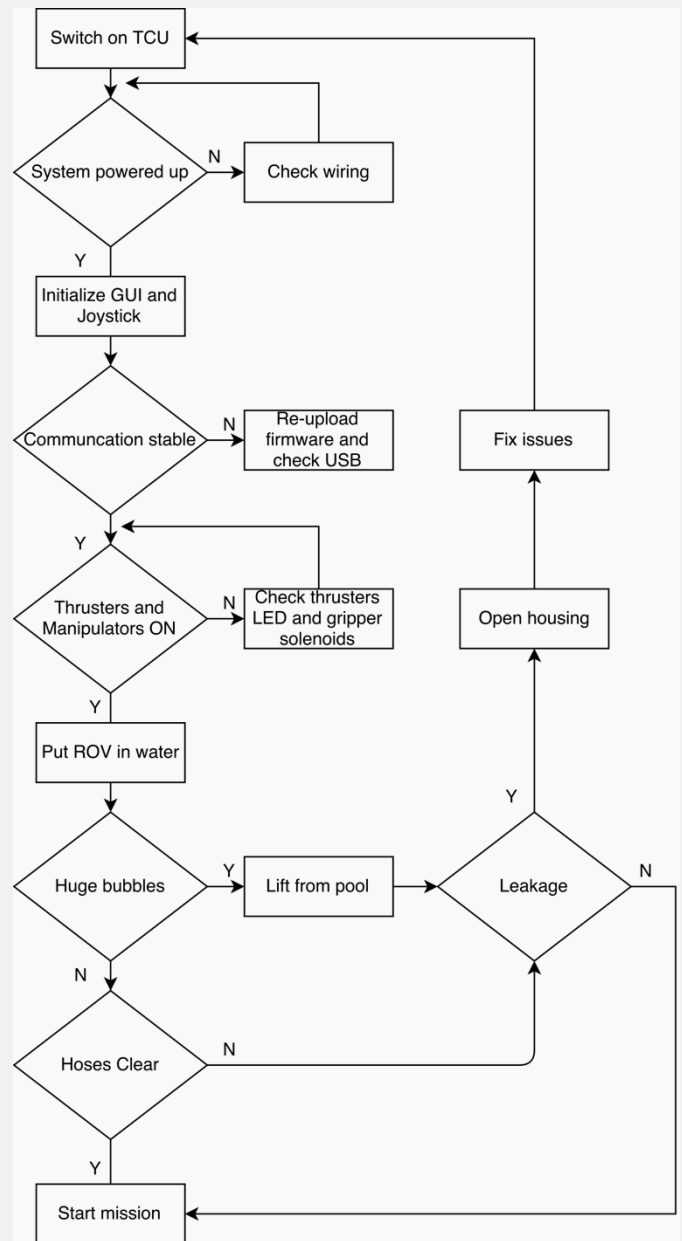 Switch on TCU
System powered up
N
Check wiring
Y
Initialize GUI and
Joystick
Communcation stable
N
Re-upload
firmware and
check USB
Fix issues
Y
Thrusters and
Manipulators ON
N
Check thrusters
LED and gripper
solenoids
Open housing
Y
Put ROV in water
Y
Huge bubbles
Y
Lift from pool
Leakage
N
N
Hoses Clear
N
Y
Start mission